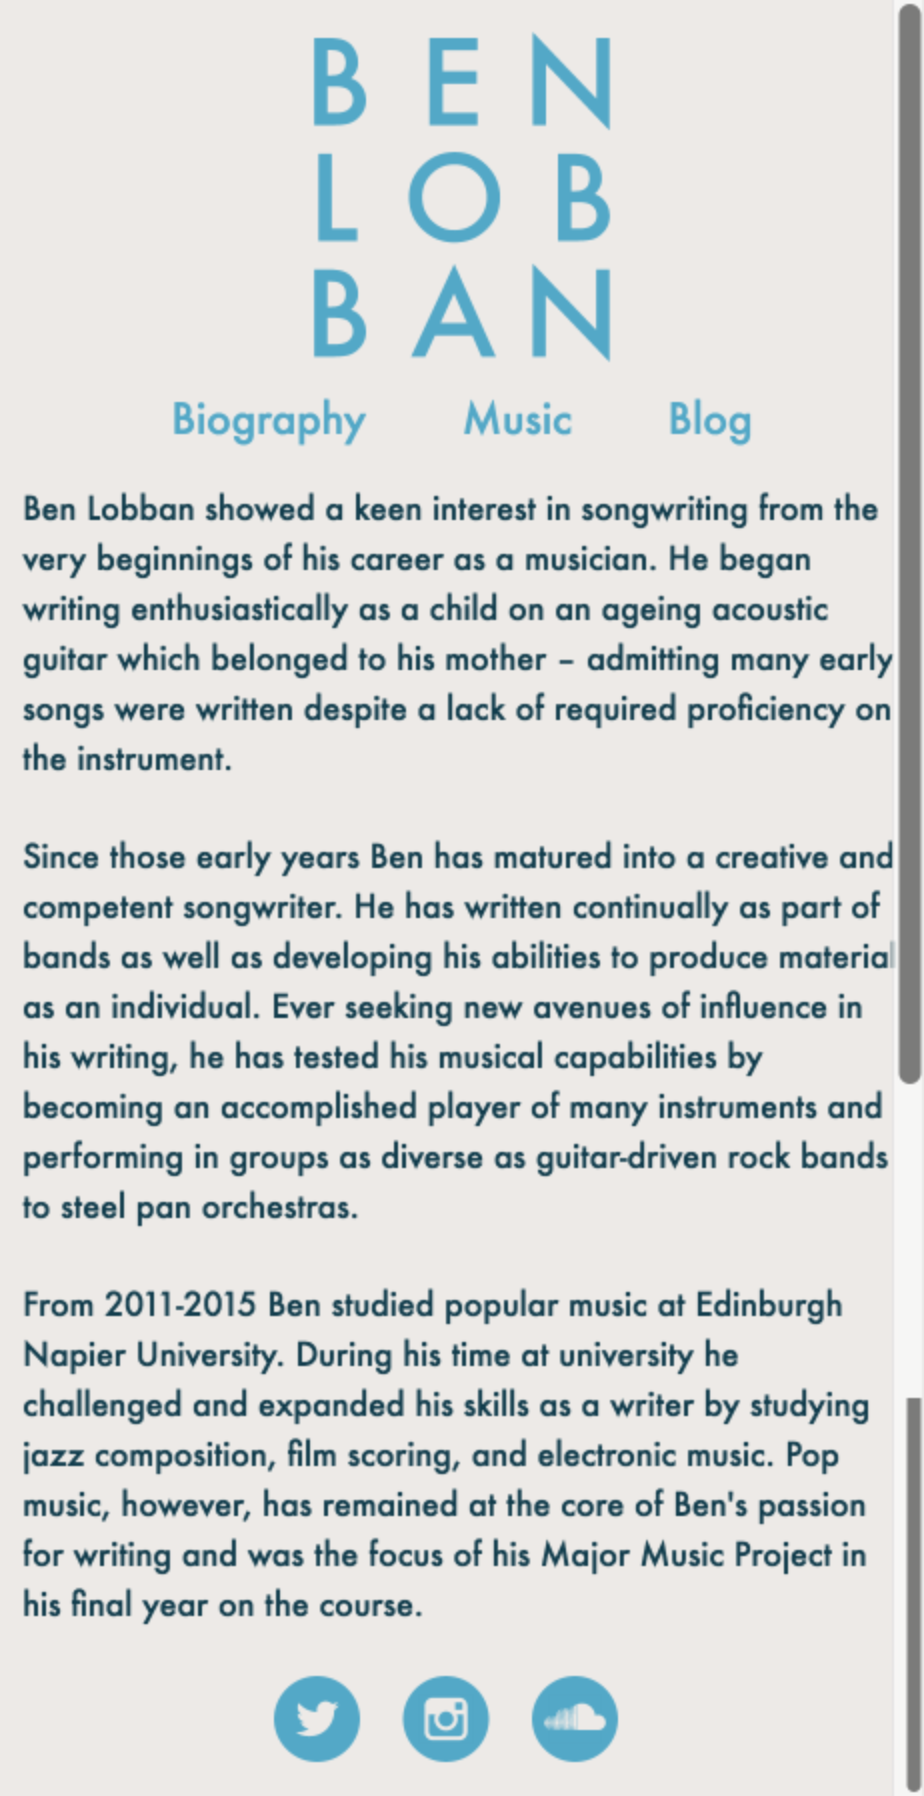 BEN
LOB
BAN
Biography Music Blog
Ben Lobban showed a keen interest in songwriting from the
very beginnings of his career as a musician. He began
writing enthusiastically as a child on an ageing acoustic
guitar which belonged to his mother – admitting many early
songs were written despite a lack of required proficiency on
the instrument.
Since those early years Ben has matured into a creative and
competent songwriter. He has written continually as part of
bands as well as developing his abilities to produce material
as an individual. Ever seeking new avenues of influence in
his writing, he has tested his musical capabilities by
becoming an accomplished player of many instruments and
performing in groups as diverse as guitar-driven rock bands
to steel pan orchestras.
From 2011-2015 Ben studied popular music at Edinburgh
Napier University. During his time at university he
challenged and expanded his skills as a writer by studying
jazz composition, film scoring, and electronic music. Pop
music, however, has remained at the core of Ben's passion
for writing and was the focus of his Major Music Project in
his final year on the course.